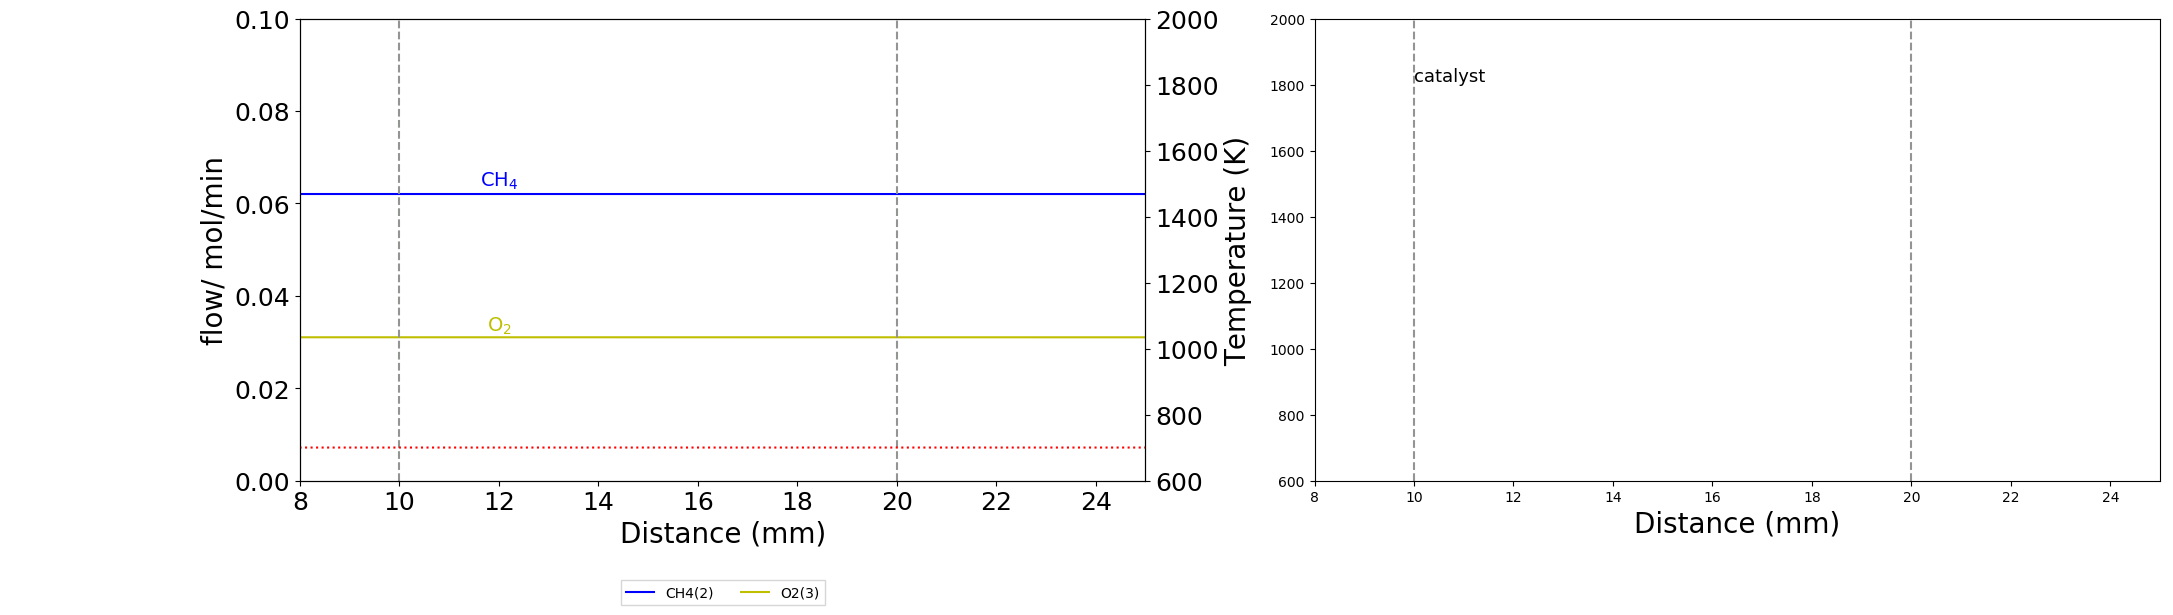 0.10
0.08
0.06
0.04
0.02
0.00
flow/ mol/min
CH4
O2
8 10 12 14 16 18 20 22 24
Distance (mm)
2000
1800
1600
1400
1200
1000
800
600
Temperature (K)
CH4(2) O2(3)
2000
1800
1600
1400
1200
1000
800
600
catalyst
8 10 12 14 16 18 20 22 24
Distance (mm)